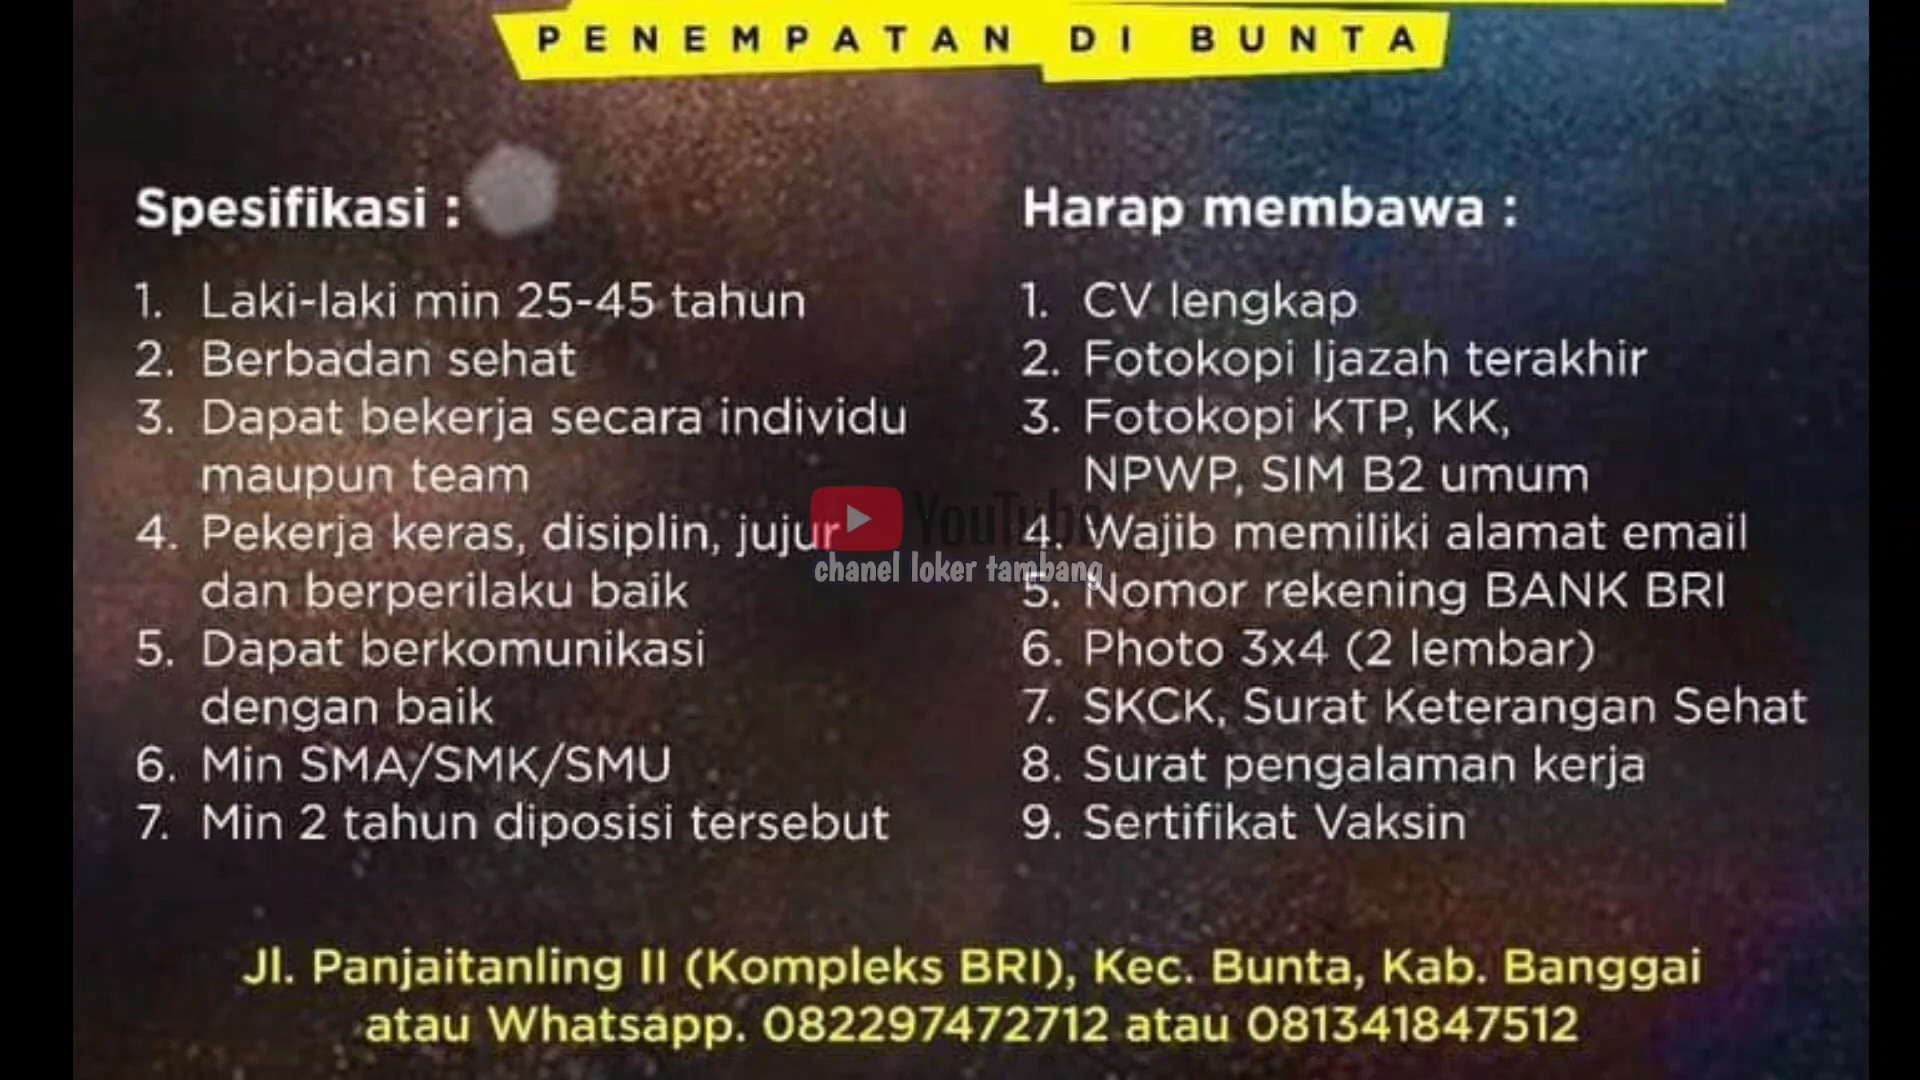 PENEMPATAN DI BUNTA
Spesifikasi :
1. Laki-laki min 25-45 tahun
2. Berbadan sehat
3. Dapat bekerja secara individu
maupun team
4. Pekerja keras, disiplin, jujur
dan berperilaku baik
5. Dapat berkomunikasi
dengan baik
6. Min SMA/SMK/SMU
7. Min 2 tahun diposisi tersebut
Harap membawa :
1. CV lengkap
2. Fotokopi Ijazah terakhir
3. Fotokopi KTP, KK,
NPWP, SIM B2 umum
4. Wajib memiliki alamat email
5. Nomor rekening BANK BRI
6. Photo 3x4 (2 lembar)
7. SKCK, Surat Keterangan Sehat
8. Surat pengalaman kerja
9. Sertifikat Vaksin
YouTube
chanel loker tambang
Jl. Panjaitanling II (Kompleks BRI), Kec. Bunta, Kab. Banggai
atau Whatsapp. 082297472712 atau 081341847512